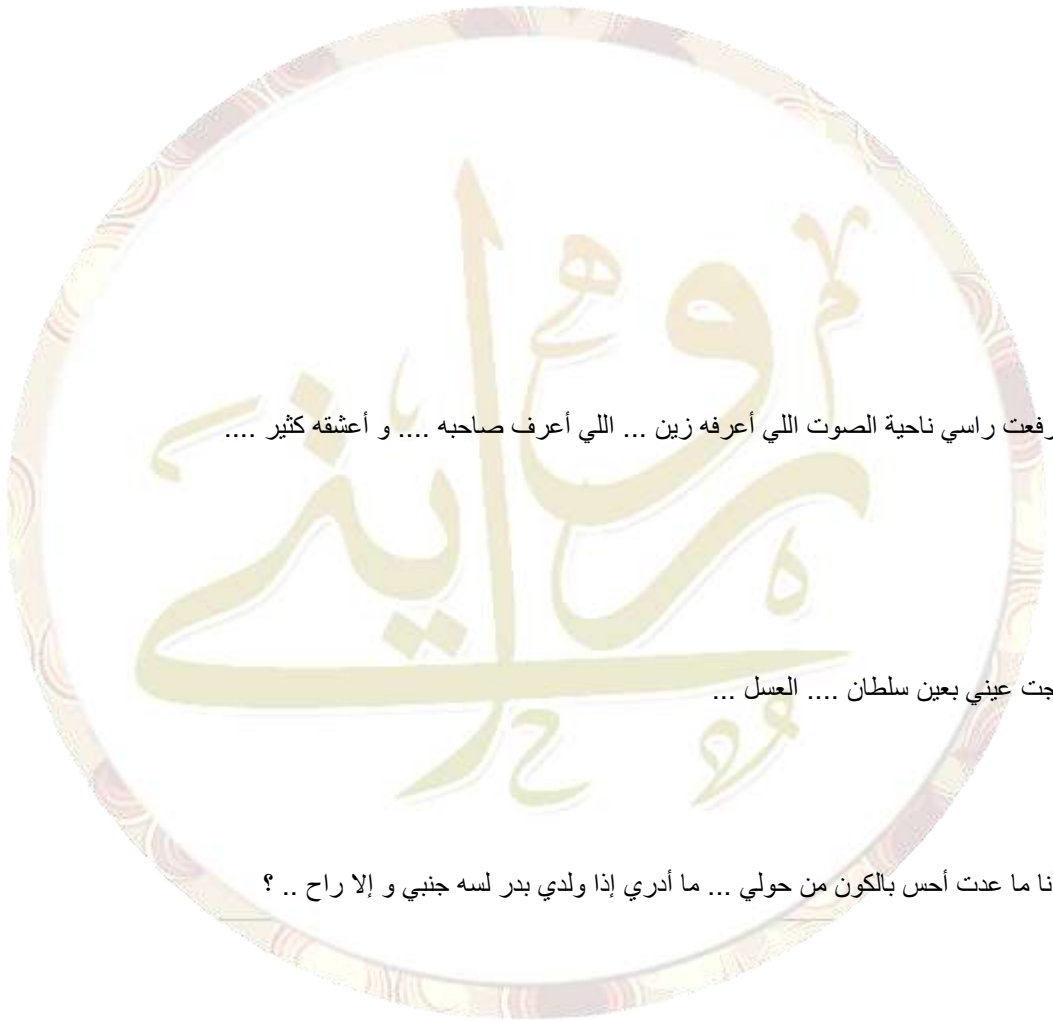 رفعت راسي ناحية الصوت اللي أعرفه زين ... اللي أعرف صاحبه .... و أعشقه كثير ....
جت عيني بعين سلطان .... العسل ...
نا ما عدت أحس بالكون من حولي ... ما أدري إذا ولدي بدر لسه جنبي و إلا راح .. ؟